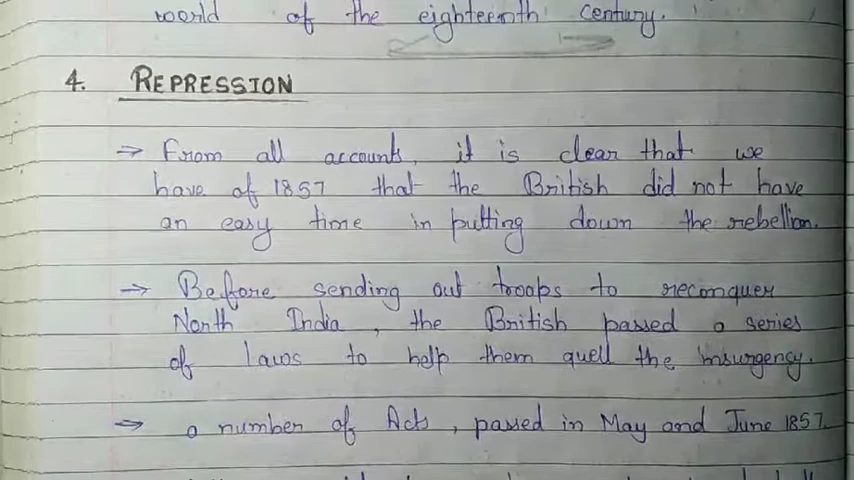 world of the eighteenth century.
4. REPRESSION
→ From all accounts, it is clear that we
have of 1857 that the British did not have
an easy time in putting down the rebellion.
→ Before sending out troops to reconquer
North India, the British passed a series
of laws to help them quell the insurgency.
→ a number of Acts, passed in May and June 1857